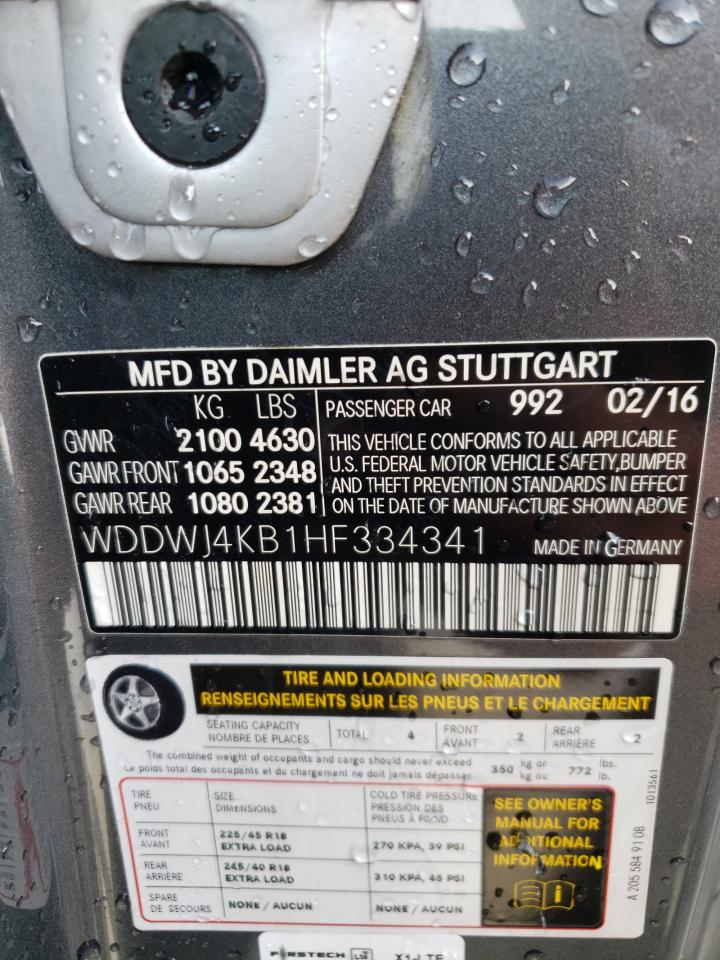 MFD BY DAIMLER AG STUTTGART
KG LBS PASSENGER CAR 992 02/16
GVWR 2100 4630
GAWR FRONT 1065 2348
GAWR REAR 1080 2381
THIS VEHICLE CONFORMS TO ALL APPLICABLE
U.S. FEDERAL MOTOR VEHICLE SAFETY, BUMPER
AND THEFT PREVENTION STANDARDS IN EFFECT
ON THE DATE OF MANUFACTURE SHOWN ABOVE
WDDWJ4KB1HF334341 MADE IN GERMANY
TIRE AND LOADING INFORMATION
RENSEIGNEMENTS SUR LES PNEUS ET LE CHARGEMENT
SEATING CAPACITY
NOMBRE DE PLACES
TOTAL 4
FRONT
AVANT 2
REAR
ARRIÈRE 2
The combined weight of occupants and cargo should never exceed
Le poids total des occupants et du chargement ne doit jamais dépasser
350 kg or 772 lbs.
kg ou lb.
TIRE
PNEU
SIZE
DIMENSIONS
COLD TIRE PRESSURE
PRESSION DES
PNEUS À FROID
FRONT
AVANT
225/45 R18
EXTRA LOAD
270 KPA, 39 PSI
REAR
ARRIÈRE
245/40 R18
EXTRA LOAD
310 KPA, 45 PSI
SPARE
DE SECOURS
NONE / AUCUN
NONE / AUCUN
SEE OWNER'S
MANUAL FOR
ADDITIONAL
INFORMATION
i
1013561
A 205 584 91 08
FIRSTECH